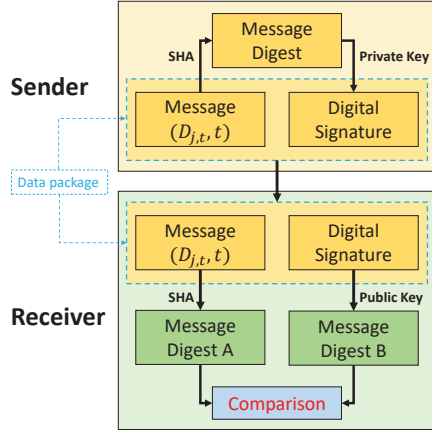 Message
Digest
SHA
Private Key
Sender
Message
(D_{j,t}, t)
Digital
Signature
Data package
Message
(D_{j,t}, t)
Digital
Signature
SHA
Public Key
Receiver
Message
Digest A
Message
Digest B
Comparison